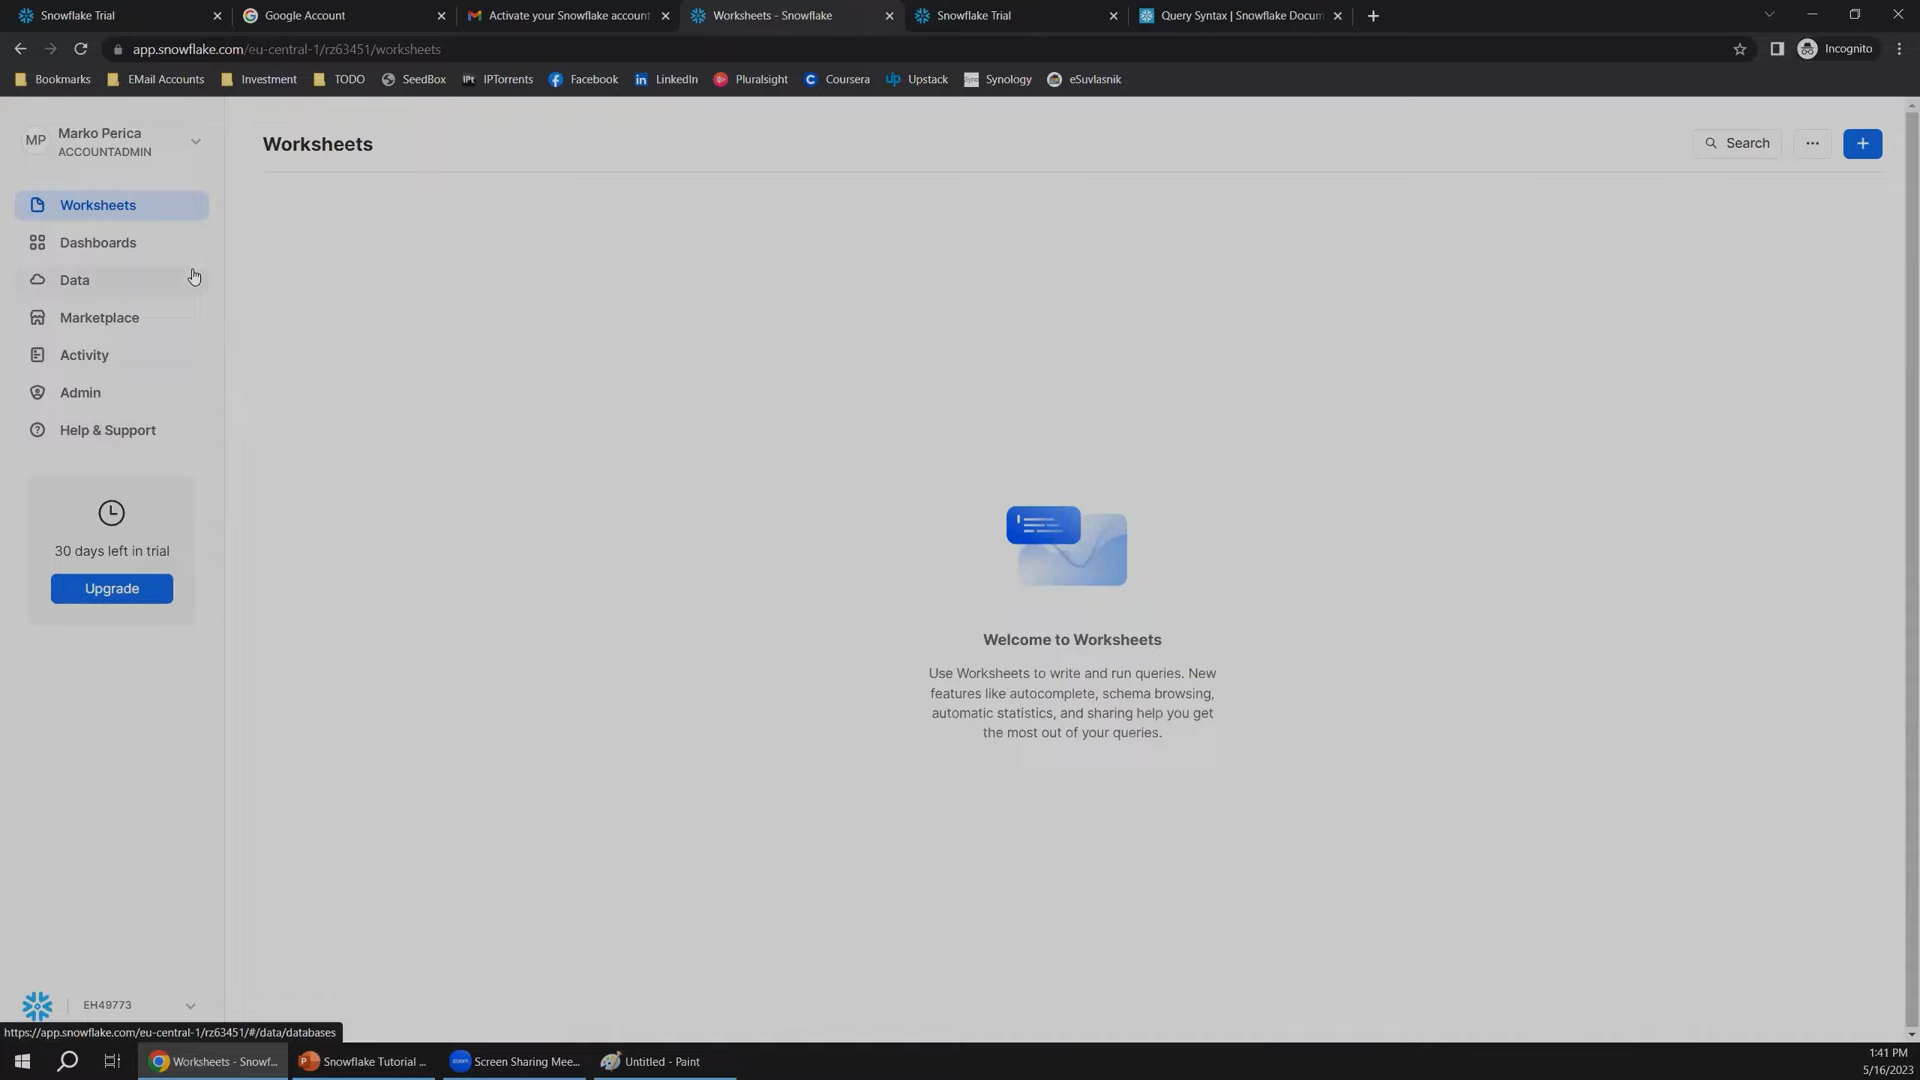 Snowflake Trial
Google Account
Activate your Snowflake account
Worksheets - Snowflake
Snowflake Trial
Query Syntax | Snowflake Docum
app.snowflake.com/eu-central-1/rz63451/worksheets
Incognito
Bookmarks
EMail Accounts
Investment
TODO
SeedBox
IPT IPTorrents
Facebook
LinkedIn
Pluralsight
Coursera
Upstack
Synology
eSuvlasnik
MP
Marko Perica
ACCOUNTADMIN
Worksheets
Search
Worksheets
Dashboards
Data
Marketplace
Activity
Admin
Help & Support
30 days left in trial
Upgrade
Welcome to Worksheets
Use Worksheets to write and run queries. New
features like autocomplete, schema browsing,
automatic statistics, and sharing help you get
the most out of your queries.
EH49773
https://app.snowflake.com/eu-central-1/rz63451/#/data/databases
Worksheets - Snowf...
Snowflake Tutorial ...
zoom
Screen Sharing Mee...
Untitled - Paint
1:41 PM
5/16/2023